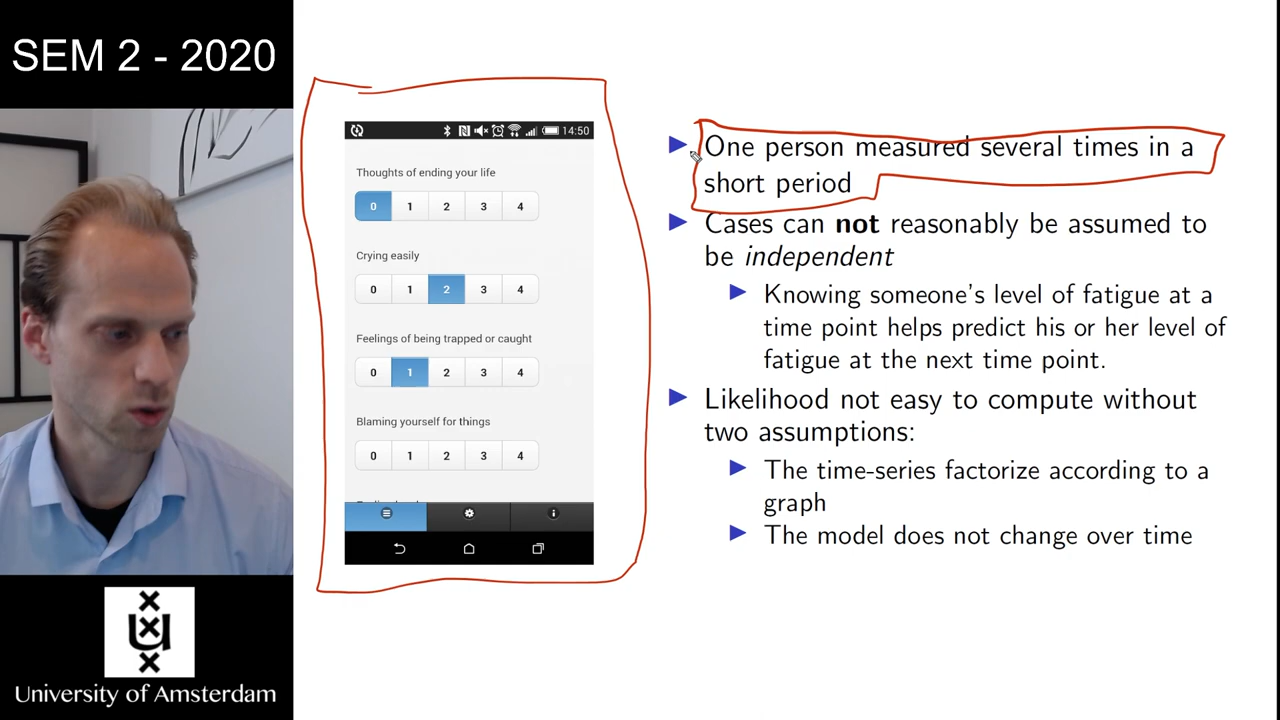 SEM 2 - 2020
14:50
Thoughts of ending your life
0 1 2 3 4
Crying easily
0 1 2 3 4
Feelings of being trapped or caught
0 1 2 3 4
Blaming yourself for things
0 1 2 3 4
One person measured several times in a
short period
Cases can not reasonably be assumed to
be independent
Knowing someone's level of fatigue at a
time point helps predict his or her level of
fatigue at the next time point.
Likelihood not easy to compute without
two assumptions:
The time-series factorize according to a
graph
The model does not change over time
X
X
U
X
University of Amsterdam